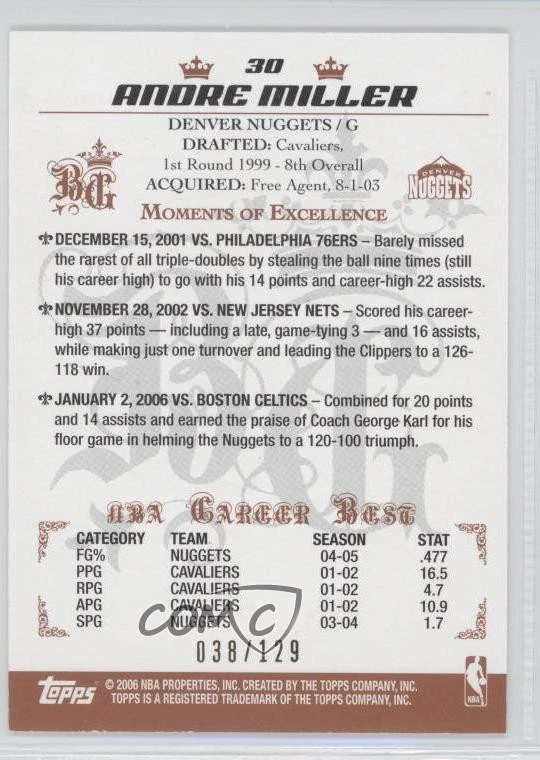 30
ANDRE MILLER
DENVER NUGGETS / G
DRAFTED: Cavaliers,
1st Round 1999 - 8th Overall
ACQUIRED: Free Agent, 8-1-03
BG
DENVER
NUGGETS
MOMENTS OF EXCELLENCE
DECEMBER 15, 2001 VS. PHILADELPHIA 76ERS – Barely missed
the rarest of all triple-doubles by stealing the ball nine times (still
his career high) to go with his 14 points and career-high 22 assists.
NOVEMBER 28, 2002 VS. NEW JERSEY NETS – Scored his career-
high 37 points — including a late, game-tying 3 — and 16 assists,
while making just one turnover and leading the Clippers to a 126-
118 win.
JANUARY 2, 2006 VS. BOSTON CELTICS – Combined for 20 points
and 14 assists and earned the praise of Coach George Karl for his
floor game in helming the Nuggets to a 120-100 triumph.
BG
NBA Career Best
CATEGORY TEAM SEASON STAT
FG% NUGGETS 04-05 .477
PPG CAVALIERS 01-02 16.5
RPG CAVALIERS 01-02 4.7
APG CAVALIERS 01-02 10.9
SPG NUGGETS 03-04 1.7
COM C
038/129
topps
© 2006 NBA PROPERTIES, INC. CREATED BY THE TOPPS COMPANY, INC.
TOPPS IS A REGISTERED TRADEMARK OF THE TOPPS COMPANY, INC.
NBA